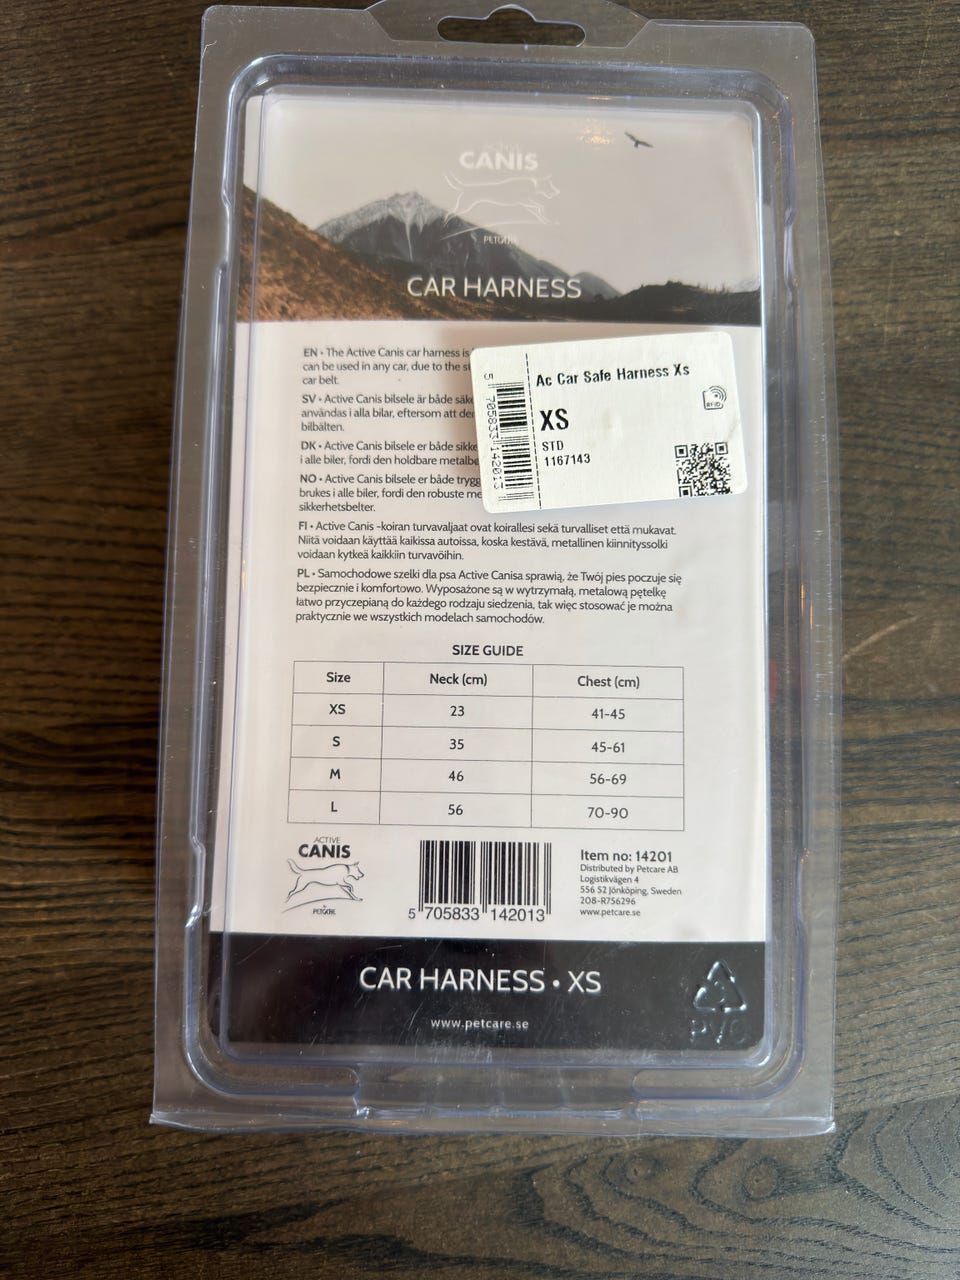 ACTIVE
CANIS
PETCARE
CAR HARNESS
EN • The Active Canis car harness is
can be used in any car, due to the
car belt.
SV • Active Canis bilsele är både
användas i alla bilar, eftersom att
bilbälten.
DK • Active Canis bilsele er både
i alle biler, fordi den holdbare
NO • Active Canis bilsele er både
brukes i alle biler, fordi den robuste
sikkerhetsbelter.
Ac Car Safe Harness Xs
XS
STD
1167143
RFID
5 705833 142013
FI • Active Canis -koiran turvavaljaat ovat koirallesi sekä turvalliset että mukavat.
Niitä voidaan käyttää kaikissa autoissa, koska kestävä, metallinen kiinnityssolki
voidaan kytkeä kaikkiin turvavöihin.
PL • Samochodowe szelki dla psa Active Canisa sprawią, że Twój pies poczuje się
bezpiecznie i komfortowo. Wyposażone są w wytrzymałą, metalową pętelkę
łatwo przyczepianą do każdego rodzaju siedzenia, tak więc stosować je można
praktycznie we wszystkich modelach samochodów.
SIZE GUIDE
Size Neck (cm) Chest (cm)
XS 23 41-45
S 35 45-61
M 46 56-69
L 56 70-90
ACTIVE
CANIS
by
PETCARE
5 705833 142013
Item no: 14201
Distributed by Petcare AB
Logistikvägen 4
556 52 Jönköping, Sweden
208-R756296
www.petcare.se
CAR HARNESS • XS
www.petcare.se
PVC